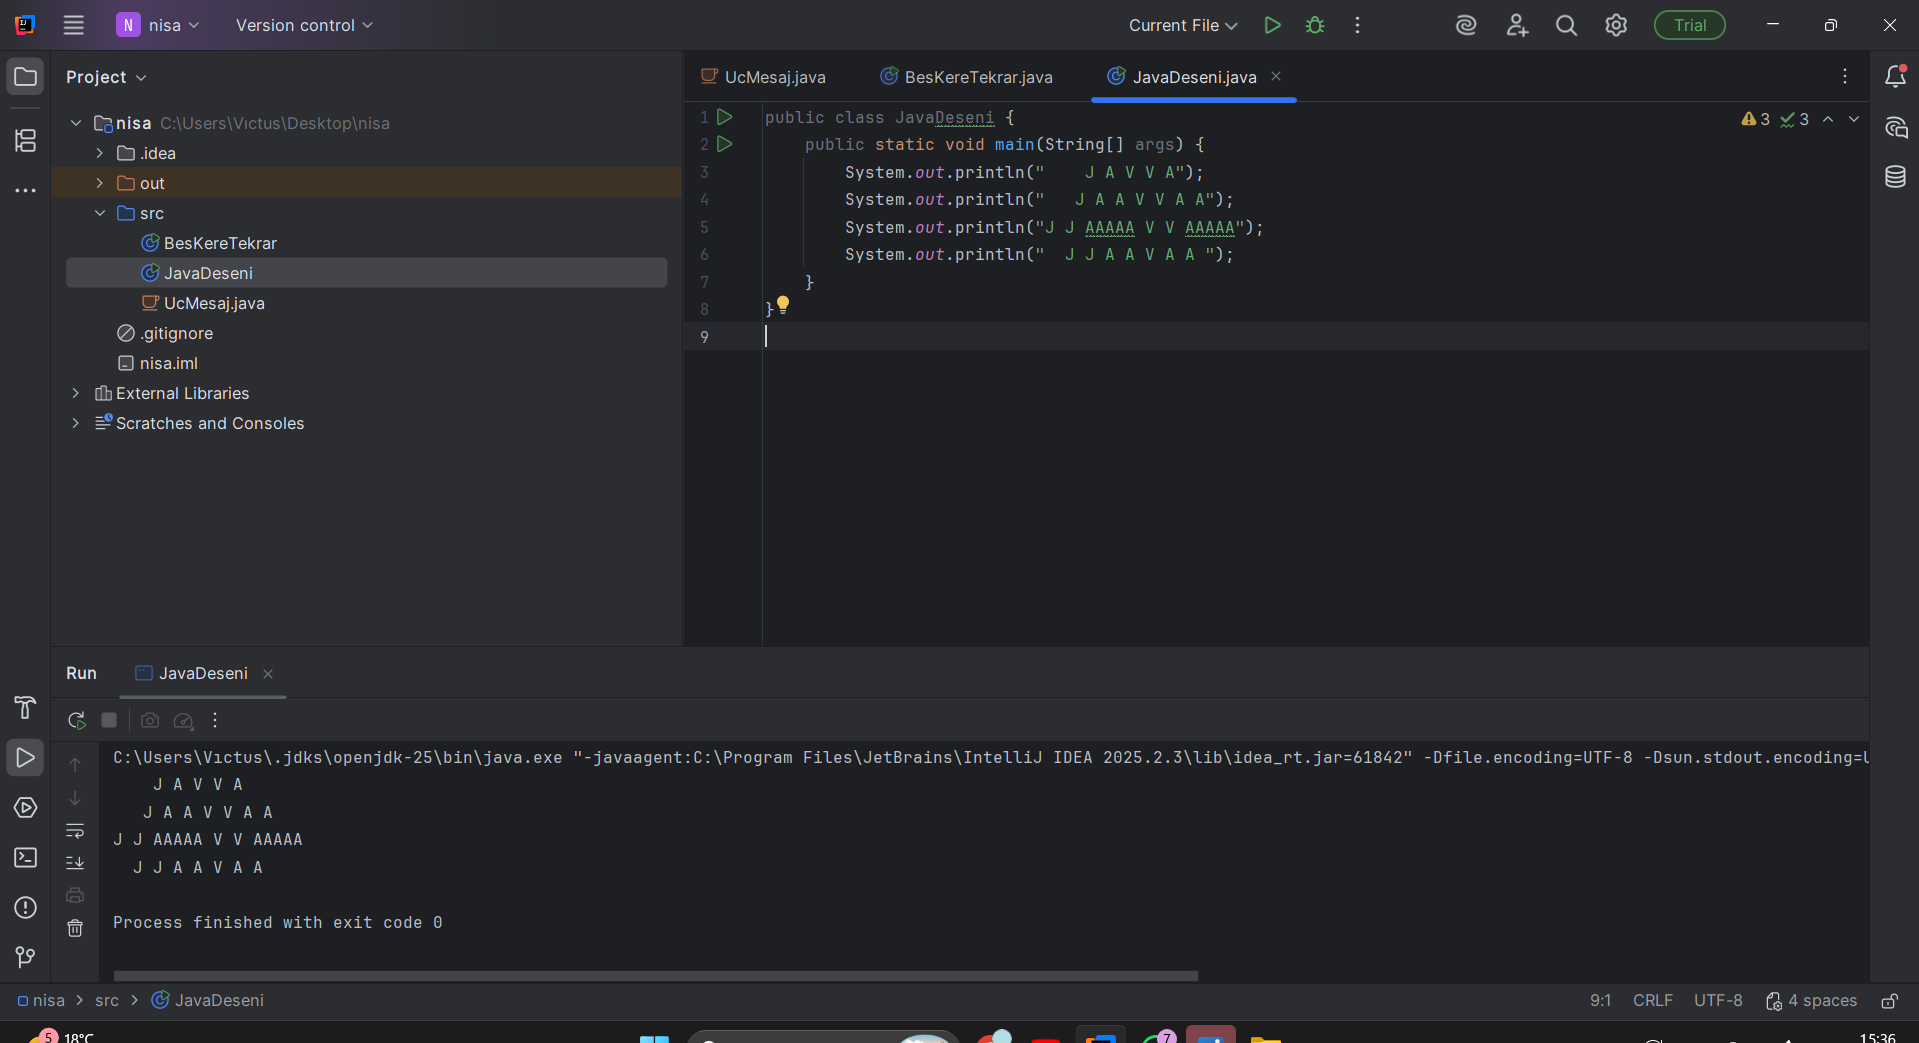 N nisa Version control Current File Trial
Project
UcMesaj.java BesKereTekrar.java JavaDeseni.java
nisa C:\Users\Vıctus\Desktop\nisa
.idea
out
src
BesKereTekrar
JavaDeseni
UcMesaj.java
.gitignore
nisa.iml
External Libraries
Scratches and Consoles
1 public class JavaDeseni { 3 3
2     public static void main(String[] args) {
3         System.out.println("    J A V V A");
4         System.out.println("   J A A V V A A");
5         System.out.println("J J AAAAA V V AAAAA");
6         System.out.println("  J J A A V A A ");
7     }
8 }
9
Run JavaDeseni
C:\Users\Vıctus\.jdks\openjdk-25\bin\java.exe "-javaagent:C:\Program Files\JetBrains\IntelliJ IDEA 2025.2.3\lib\idea_rt.jar=61842" -Dfile.encoding=UTF-8 -Dsun.stdout.encoding=U
    J A V V A
   J A A V V A A
J J AAAAA V V AAAAA
  J J A A V A A
Process finished with exit code 0
nisa > src > JavaDeseni 9:1 CRLF UTF-8 4 spaces
5 18°C 7 15:36